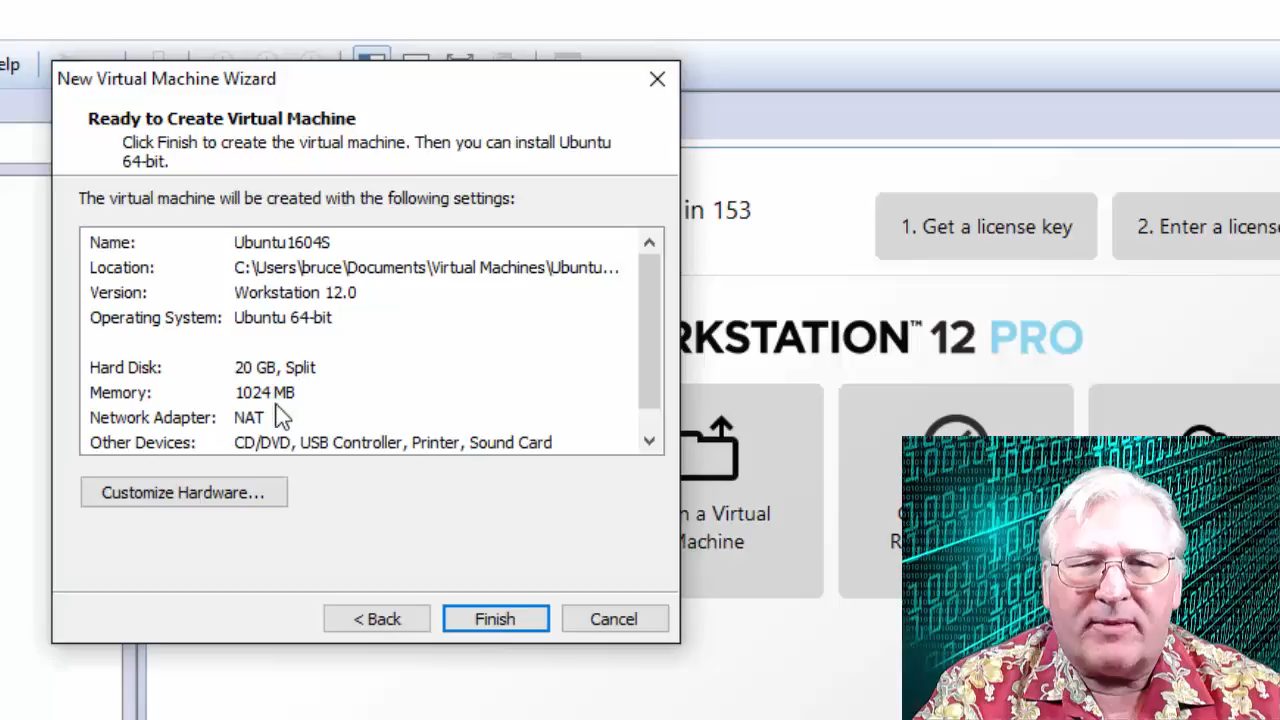 elp
New Virtual Machine Wizard
Ready to Create Virtual Machine
Click Finish to create the virtual machine. Then you can install Ubuntu
64-bit.
The virtual machine will be created with the following settings:
Name: Ubuntu1604S
Location: C:\Users\bruce\Documents\Virtual Machines\Ubuntu...
Version: Workstation 12.0
Operating System: Ubuntu 64-bit
Hard Disk: 20 GB, Split
Memory: 1024 MB
Network Adapter: NAT
Other Devices: CD/DVD, USB Controller, Printer, Sound Card
Customize Hardware...
< Back Finish Cancel
in 153
1. Get a license key
2. Enter a license
RKSTATION™ 12 PRO
n a Virtual
Machine